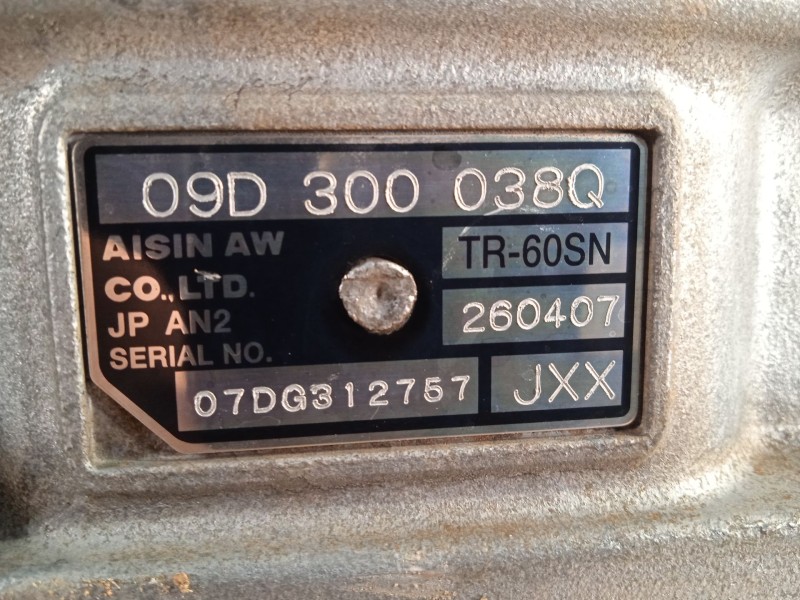 09D 300 038Q
AISIN AW
CO.,LTD.
JP AN2
SERIAL NO.
TR-60SN
260407
07DG312757
JXX